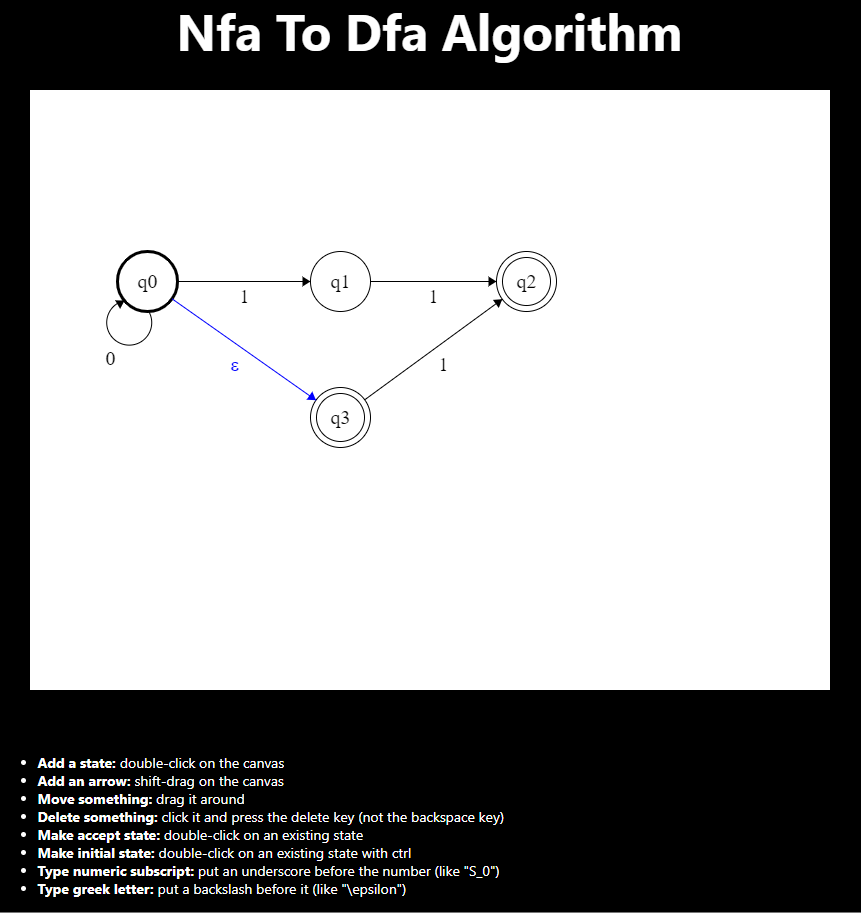 Nfa To Dfa Algorithm
q0
q1
q2
1
1
0
ε
1
q3
Add a state: double-click on the canvas
Add an arrow: shift-drag on the canvas
Move something: drag it around
Delete something: click it and press the delete key (not the backspace key)
Make accept state: double-click on an existing state
Make initial state: double-click on an existing state with ctrl
Type numeric subscript: put an underscore before the number (like "S_0")
Type greek letter: put a backslash before it (like "\epsilon")